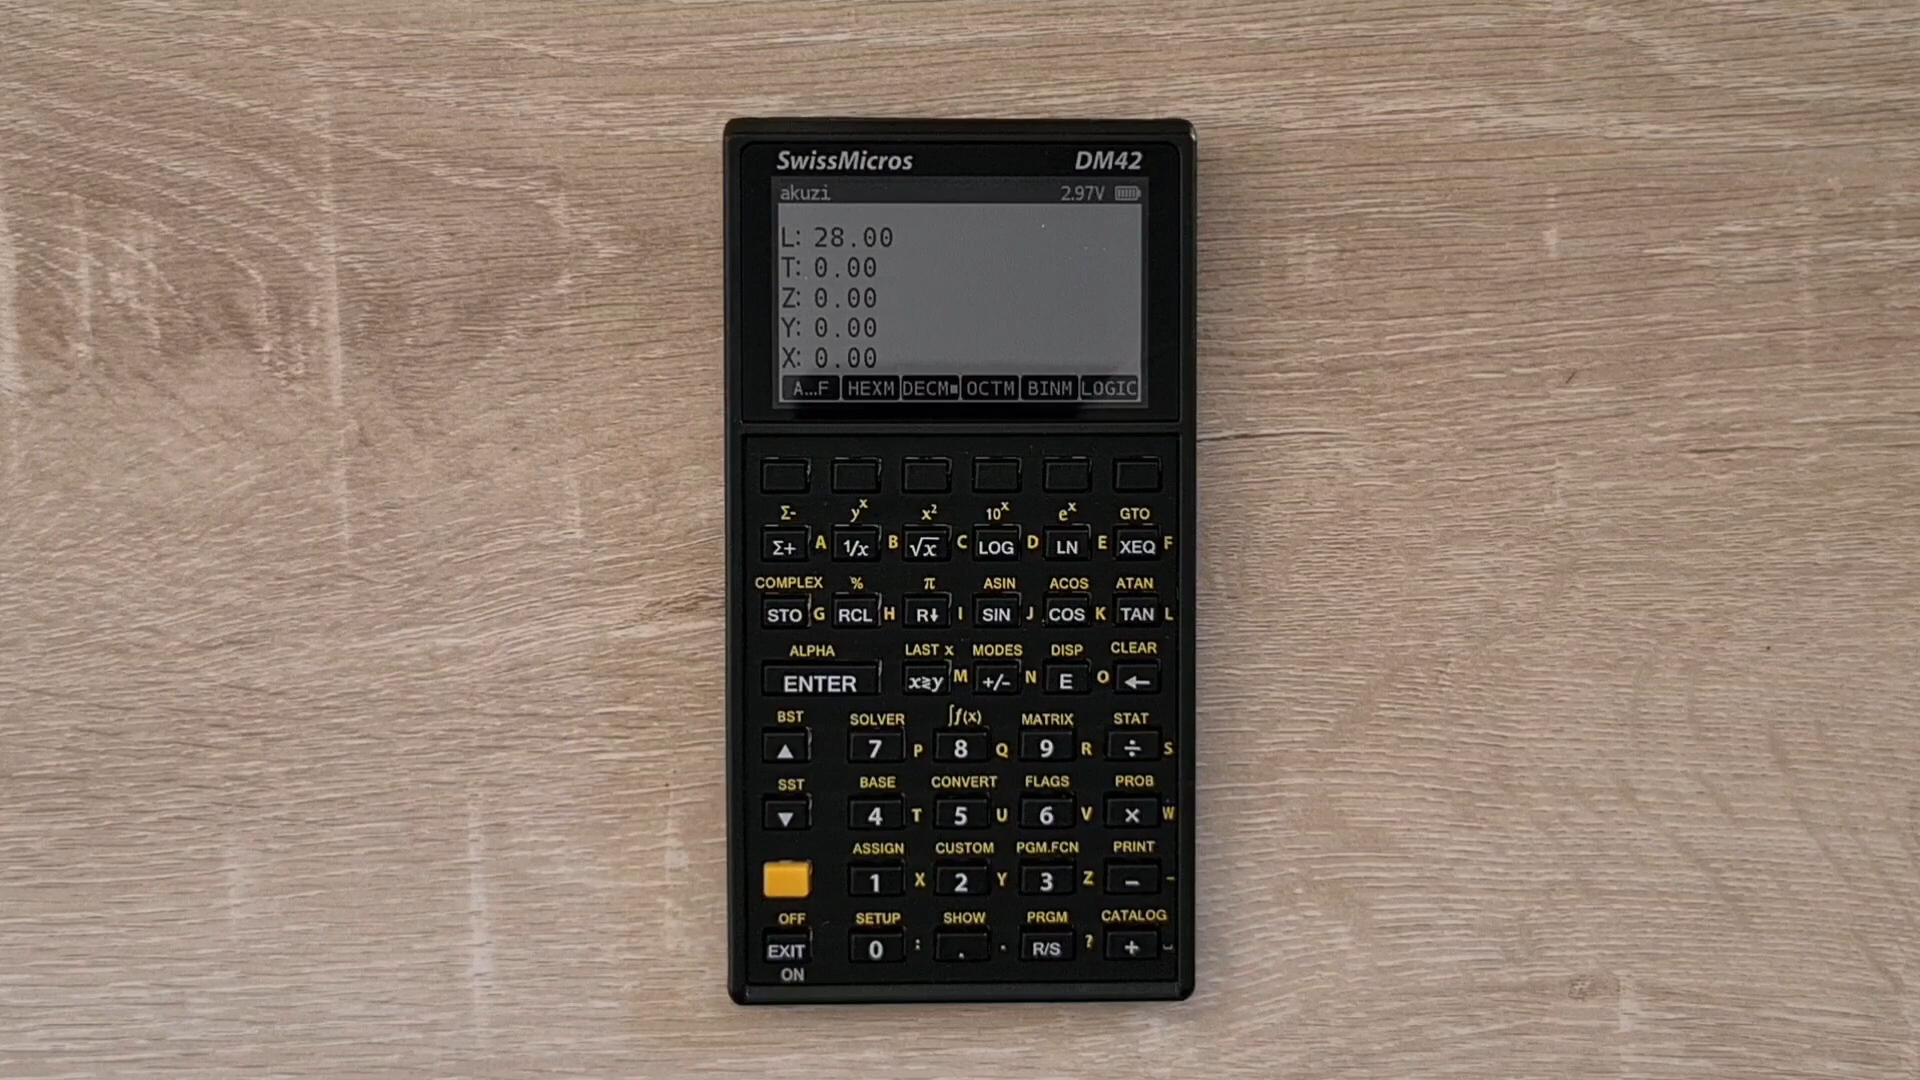 SwissMicros DM42
akuzi 2.97V
L: 28.00
T: 0.00
Z: 0.00
Y: 0.00
X: 0.00
A...F HEXM DECM■ OCTM BINM LOGIC
Σ- yˣ x² 10ˣ eˣ GTO
Σ+ A 1/x B √x C LOG D LN E XEQ F
COMPLEX % π ASIN ACOS ATAN
STO G RCL H R↓ I SIN J COS K TAN L
ALPHA LAST x MODES DISP CLEAR
ENTER x≷y M +/- N E O ←
BST SOLVER ∫f(x) MATRIX STAT
▲ 7 P 8 Q 9 R ÷ S
SST BASE CONVERT FLAGS PROB
▼ 4 T 5 U 6 V × W
ASSIGN CUSTOM PGM.FCN PRINT
1 X 2 Y 3 Z − -
OFF SETUP SHOW PRGM CATALOG
EXIT 0 : . . R/S ? + ⎵
ON